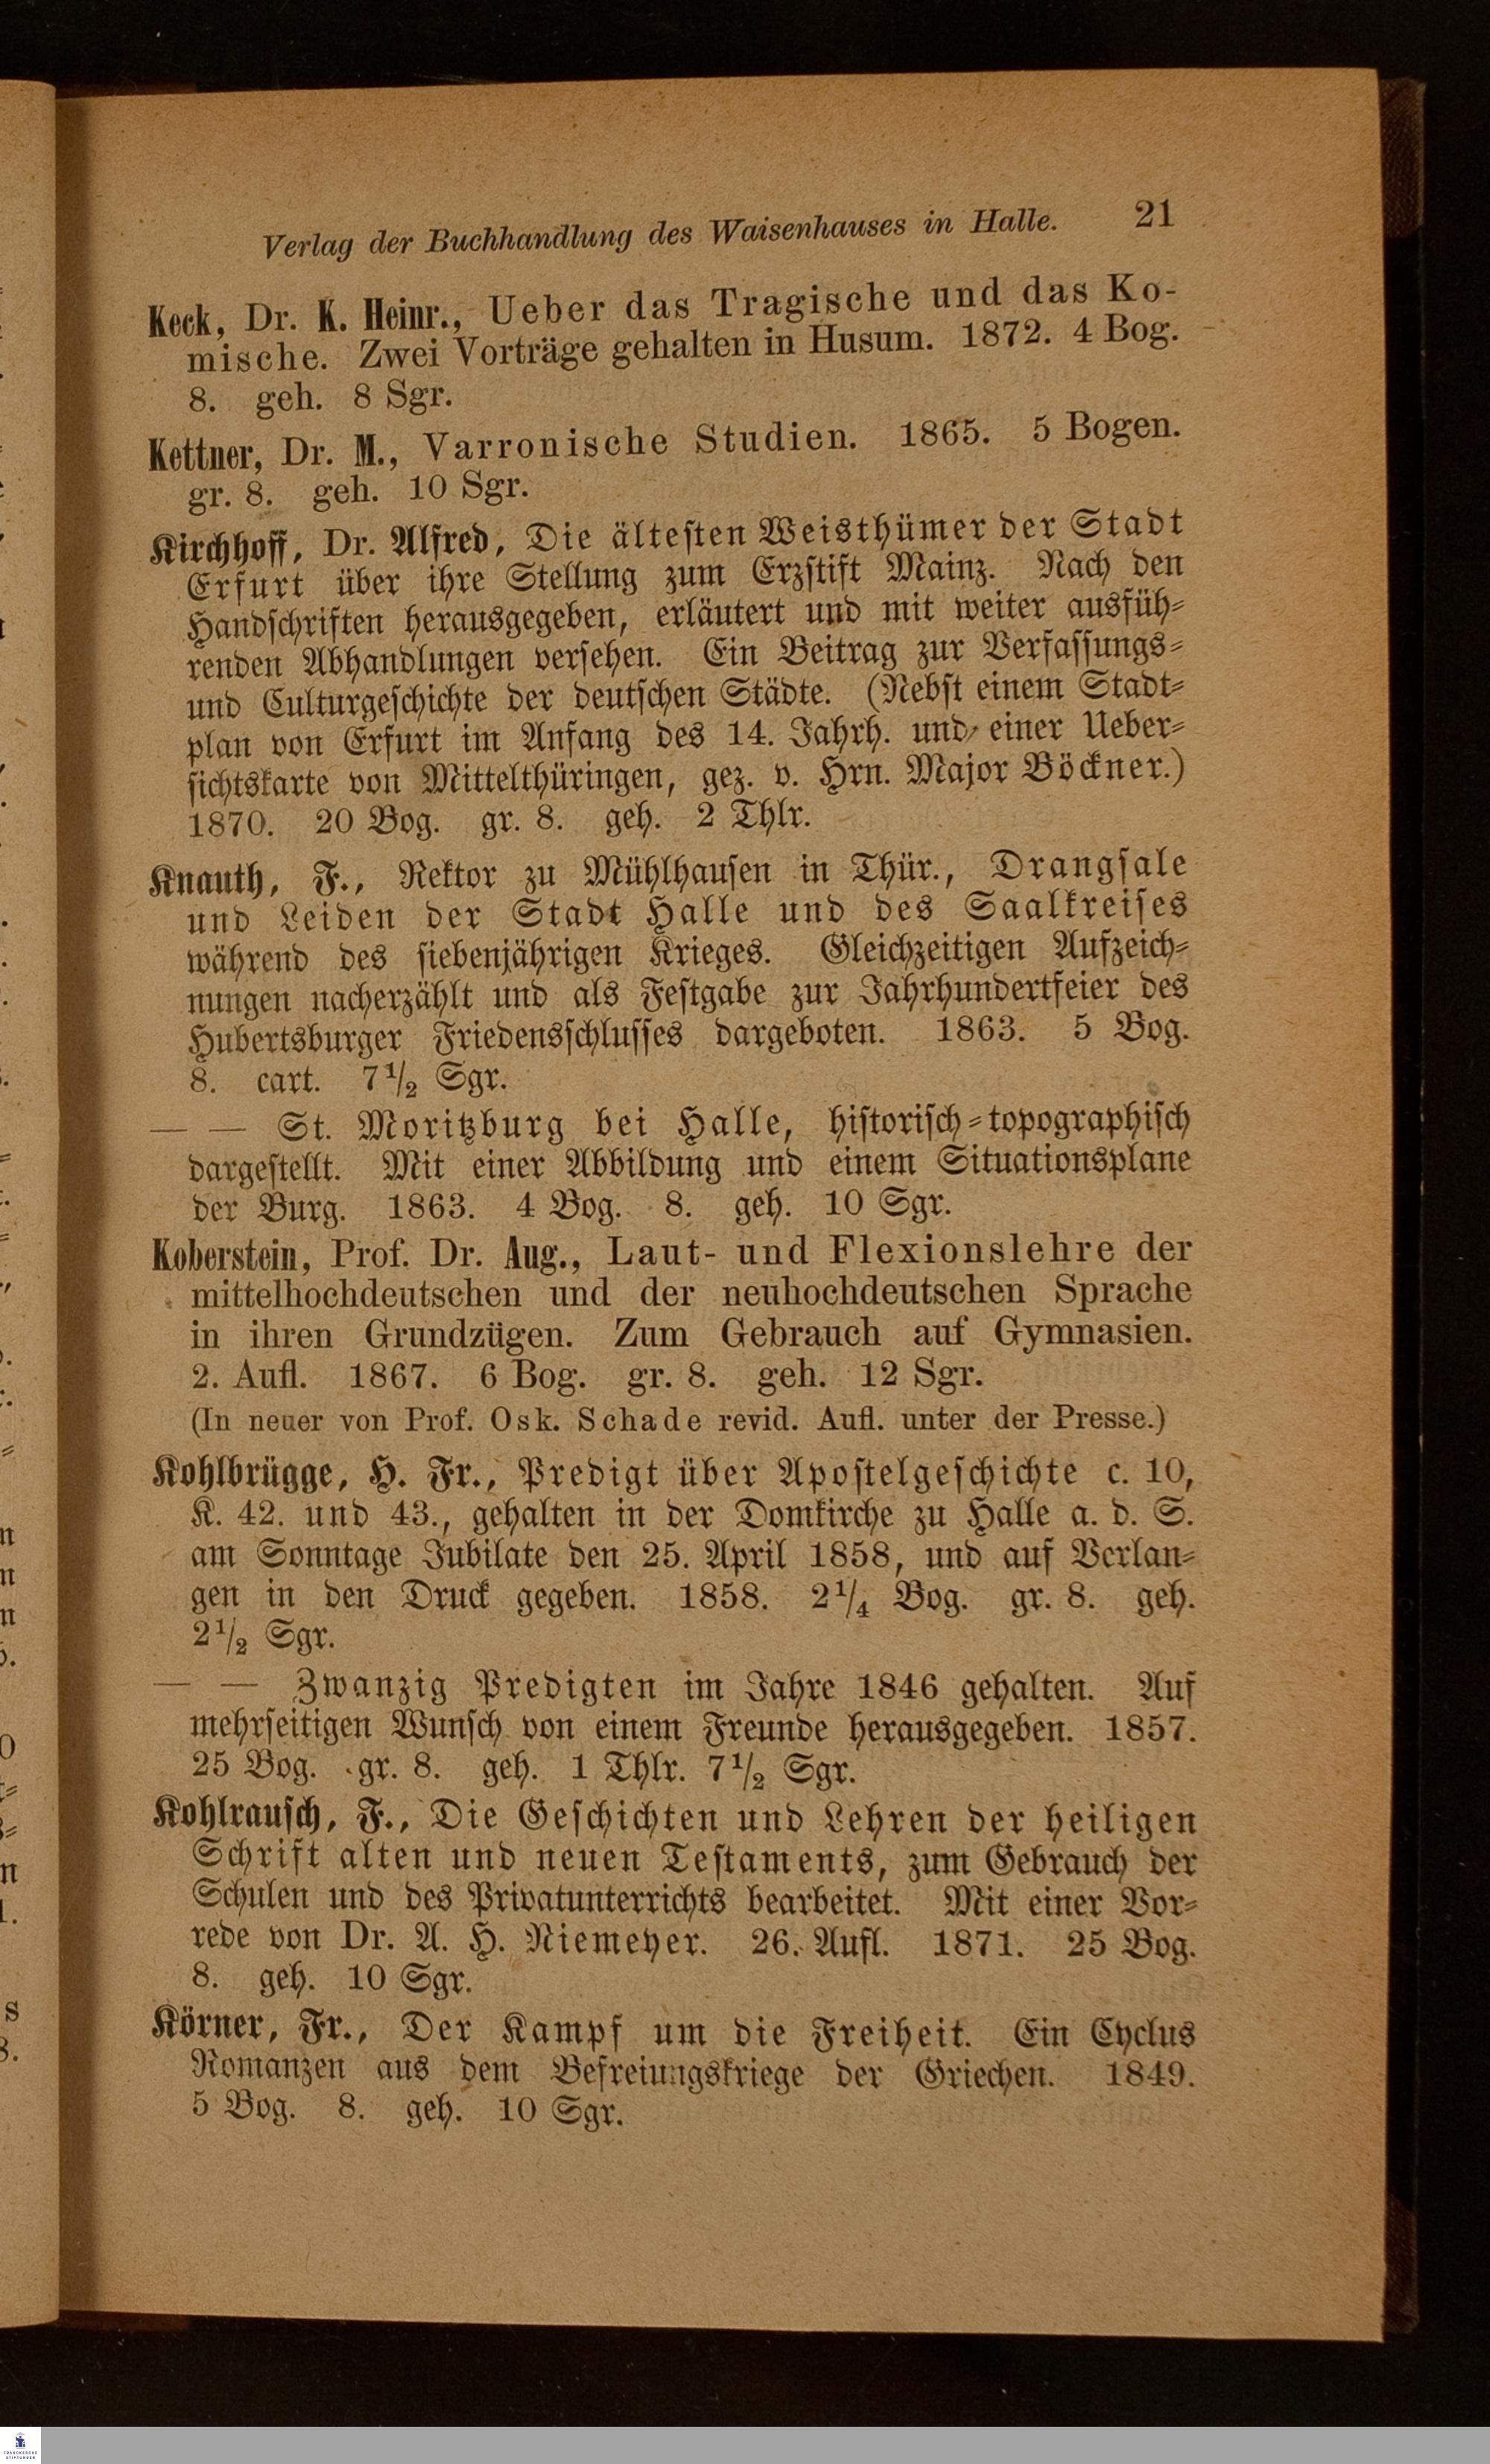 Verlag der Buchhandlung des Waisenhauses in Halle. 21
Keck, Dr. K. Heinr., Ueber das Tragische und das Ko-
mische. Zwei Vorträge gehalten in Husum. 1872. 4 Bog.
8. geh. 8 Sgr.
Kettner, Dr. M., Varronische Studien. 1865. 5 Bogen.
gr. 8. geh. 10 Sgr.
Kirchhoff, Dr. Alfred, Die ältesten Weisthümer der Stadt
Erfurt über ihre Stellung zum Erzstift Mainz. Nach den
Handschriften herausgegeben, erläutert und mit weiter ausfüh-
renden Abhandlungen versehen. Ein Beitrag zur Verfassungs-
und Culturgeschichte der deutschen Städte. (Nebst einem Stadt-
plan von Erfurt im Anfang des 14. Jahrh. und einer Ueber-
sichtskarte von Mittelthüringen, gez. v. Hrn. Major Böckner.)
1870. 20 Bog. gr. 8. geh. 2 Thlr.
Knauth, F., Rektor zu Mühlhausen in Thür., Drangsale
und Leiden der Stadt Halle und des Saalkreises
während des siebenjährigen Krieges. Gleichzeitigen Aufzeich-
nungen nacherzählt und als Festgabe zur Jahrhundertfeier des
Hubertsburger Friedensschlusses dargeboten. 1863. 5 Bog.
8. cart. 7 1/2 Sgr.
— — St. Moritzburg bei Halle, historisch-topographisch
dargestellt. Mit einer Abbildung und einem Situationsplane
der Burg. 1863. 4 Bog. 8. geh. 10 Sgr.
Koberstein, Prof. Dr. Aug., Laut- und Flexionslehre der
mittelhochdeutschen und der neuhochdeutschen Sprache
in ihren Grundzügen. Zum Gebrauch auf Gymnasien.
2. Aufl. 1867. 6 Bog. gr. 8. geh. 12 Sgr.
(In neuer von Prof. Osk. Schade revid. Aufl. unter der Presse.)
Kohlbrügge, H. Fr., Predigt über Apostelgeschichte c. 10,
K. 42. und 43., gehalten in der Domkirche zu Halle a. d. S.
am Sonntage Jubilate den 25. April 1858, und auf Verlan-
gen in den Druck gegeben. 1858. 2 1/4 Bog. gr. 8. geh.
2 1/2 Sgr.
— — Zwanzig Predigten im Jahre 1846 gehalten. Auf
mehrseitigen Wunsch von einem Freunde herausgegeben. 1857.
25 Bog. gr. 8. geh. 1 Thlr. 7 1/2 Sgr.
Kohlrausch, F., Die Geschichten und Lehren der heiligen
Schrift alten und neuen Testaments, zum Gebrauch der
Schulen und des Privatunterrichts bearbeitet. Mit einer Vor-
rede von Dr. A. H. Niemeyer. 26. Aufl. 1871. 25 Bog.
8. geh. 10 Sgr.
Körner, Fr., Der Kampf um die Freiheit. Ein Cyclus
Romanzen aus dem Befreiungskriege der Griechen. 1849.
5 Bog. 8. geh. 10 Sgr.
FRANCKESCHE
STIFTUNGEN